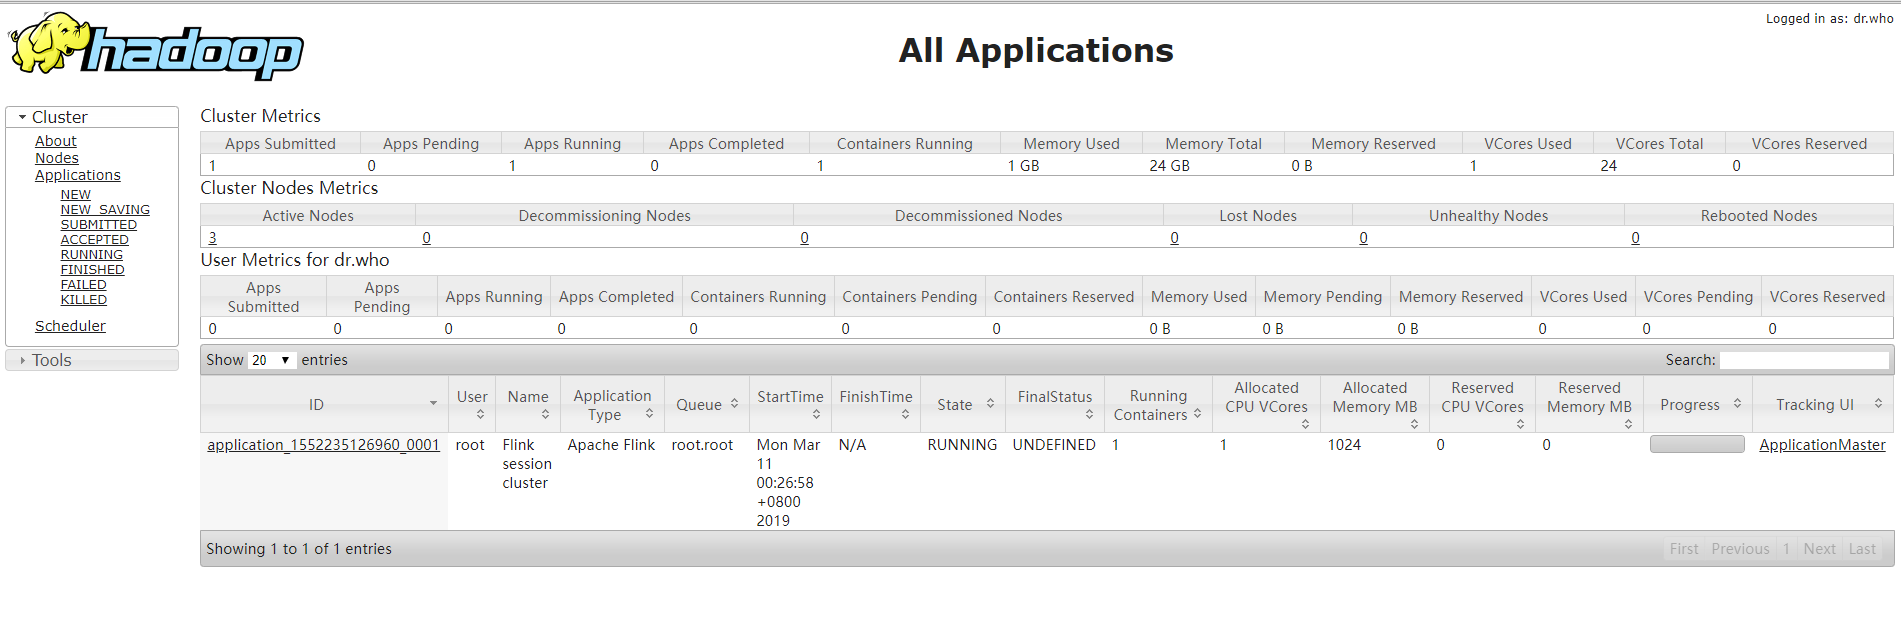 Logged in as: dr.who
hadoop
All Applications
Cluster
About
Nodes
Applications
NEW
NEW_SAVING
SUBMITTED
ACCEPTED
RUNNING
FINISHED
FAILED
KILLED
Scheduler
Tools
Cluster Metrics
Apps Submitted Apps Pending Apps Running Apps Completed Containers Running Memory Used Memory Total Memory Reserved VCores Used VCores Total VCores Reserved
1 0 1 0 1 1 GB 24 GB 0 B 1 24 0
Cluster Nodes Metrics
Active Nodes Decommissioning Nodes Decommissioned Nodes Lost Nodes Unhealthy Nodes Rebooted Nodes
3 0 0 0 0 0
User Metrics for dr.who
Apps Submitted Apps Pending Apps Running Apps Completed Containers Running Containers Pending Containers Reserved Memory Used Memory Pending Memory Reserved VCores Used VCores Pending VCores Reserved
0 0 0 0 0 0 0 0 B 0 B 0 B 0 0 0
Show 20 entries Search:
ID User Name Application Type Queue StartTime FinishTime State FinalStatus Running Containers Allocated CPU VCores Allocated Memory MB Reserved CPU VCores Reserved Memory MB Progress Tracking UI
application_1552235126960_0001 root Flink session cluster Apache Flink root.root Mon Mar 11 00:26:58 +0800 2019 N/A RUNNING UNDEFINED 1 1 1024 0 0 ApplicationMaster
Showing 1 to 1 of 1 entries First Previous 1 Next Last